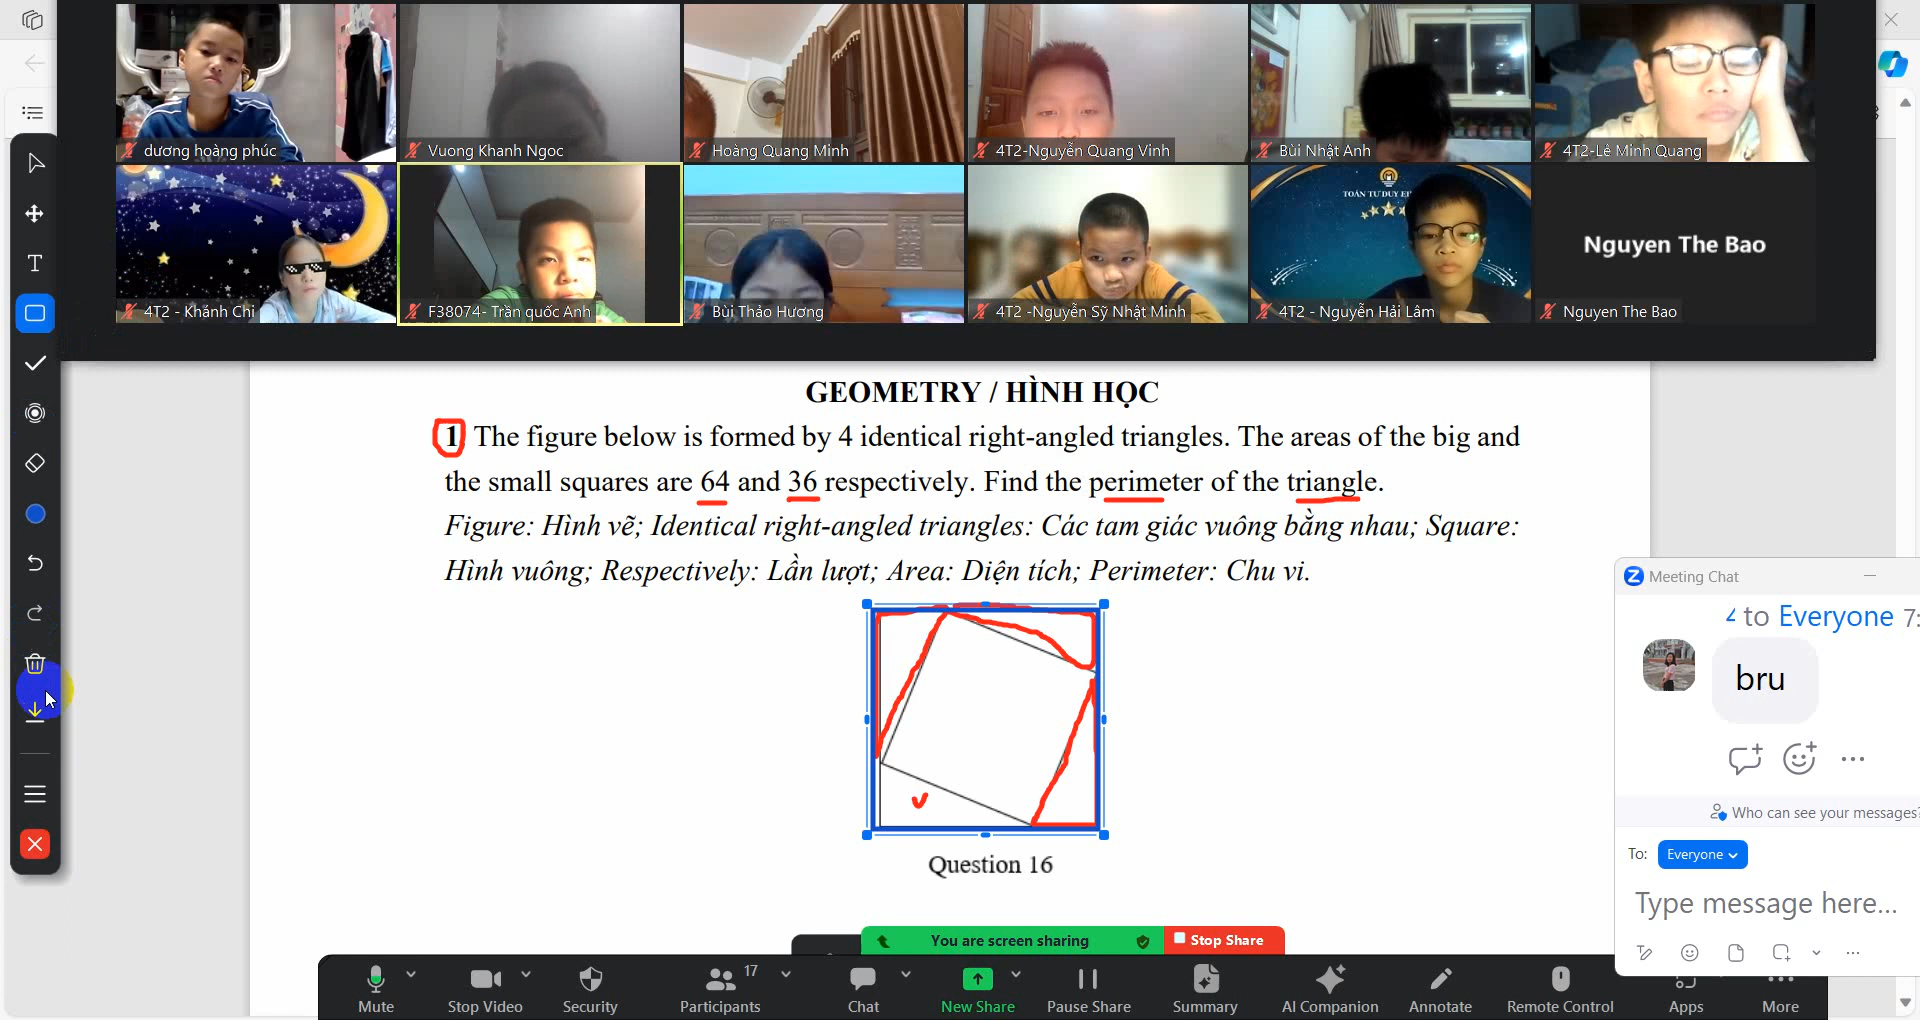 dương hoàng phúc
Vuong Khanh Ngoc
Hoàng Quang Minh
4T2-Nguyễn Quang Vinh
Bùi Nhật Anh
4T2-Lê Minh Quang
TOÁN TƯ DUY
4T2 - Khánh Chi
F38074- Trần quốc Anh
Bùi Thảo Hương
4T2 -Nguyễn Sỹ Nhật Minh
4T2 - Nguyễn Hải Lâm
Nguyen The Bao
Nguyen The Bao
GEOMETRY / HÌNH HỌC
1 The figure below is formed by 4 identical right-angled triangles. The areas of the big and
the small squares are 64 and 36 respectively. Find the perimeter of the triangle.
Figure: Hình vẽ; Identical right-angled triangles: Các tam giác vuông bằng nhau; Square:
Hình vuông; Respectively: Lần lượt; Area: Diện tích; Perimeter: Chu vi.
Question 16
Meeting Chat
to Everyone 7:
bru
Who can see your messages?
To: Everyone
Type message here...
You are screen sharing
Stop Share
Mute
Stop Video
Security
17
Participants
Chat
New Share
Pause Share
Summary
AI Companion
Annotate
Remote Control
Apps
More